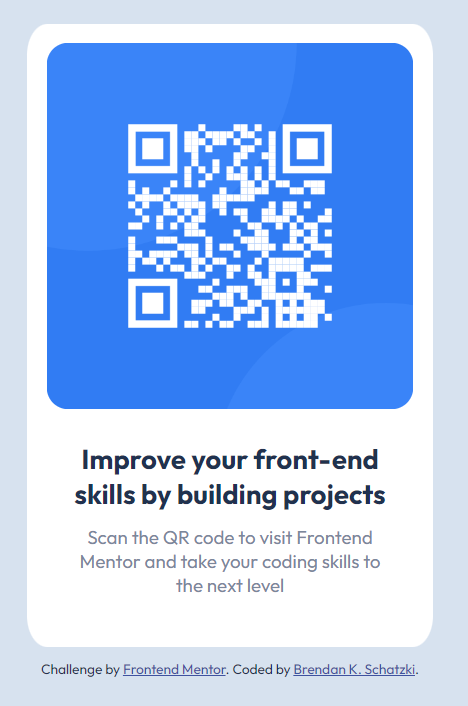 Improve your front-end
skills by building projects
Scan the QR code to visit Frontend
Mentor and take your coding skills to
the next level
Challenge by Frontend Mentor. Coded by Brendan K. Schatzki.